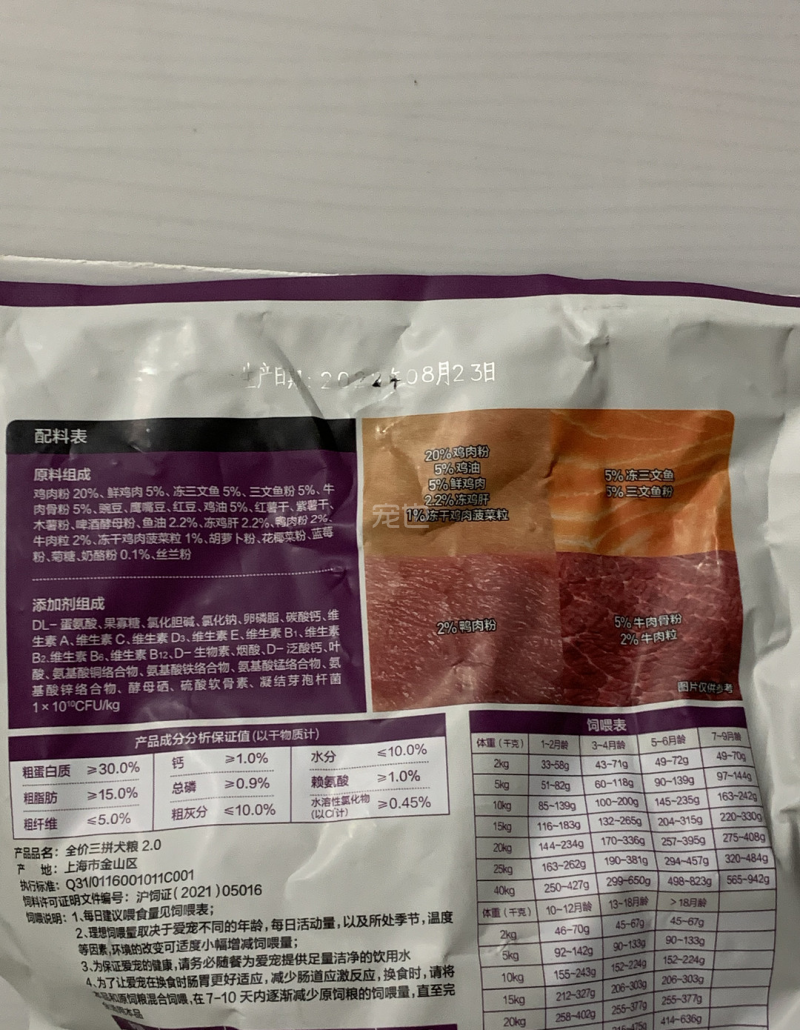 生产日期: 2022年08月23日
配料表
原料组成
鸡肉粉 20%、鲜鸡肉 5%、冻三文鱼 5%、三文鱼粉 5%、牛
肉骨粉 5%、豌豆、鹰嘴豆、红豆、鸡油 5%、红薯干、紫薯干、
木薯粉、啤酒酵母粉、鱼油 2.2%、冻鸡肝 2.2%、鸭肉粉 2%、
牛肉粒 2%、冻干鸡肉菠菜粒 1%、胡萝卜粉、花椰菜粉、蓝莓
粉、菊糖、奶酪粉 0.1%、丝兰粉
添加剂组成
DL- 蛋氨酸、果寡糖、氯化胆碱、氯化钠、卵磷脂、碳酸钙、维
生素 A、维生素 C、维生素 D₃、维生素 E、维生素 B₁、维生素
B₂、维生素 B₆、维生素 B₁₂、D- 生物素、烟酸、D- 泛酸钙、叶
酸、氨基酸铜络合物、氨基酸铁络合物、氨基酸锰络合物、氨
基酸锌络合物、酵母硒、硫酸软骨素、凝结芽孢杆菌
1×10¹⁰CFU/kg
20%鸡肉粉
5%鸡油
5%鲜鸡肉
2.2%冻鸡肝
1%冻干鸡肉菠菜粒
宠世
5%冻三文鱼
5%三文鱼粉
2%鸭肉粉
5%牛肉骨粉
2%牛肉粒
图片仅供参考
产品成分分析保证值(以干物质计)
粗蛋白质 ≥30.0% 钙 ≥1.0% 水分 ≤10.0%
粗脂肪 ≥15.0% 总磷 ≥0.9% 赖氨酸 ≥1.0%
粗纤维 ≤5.0% 粗灰分 ≤10.0% 水溶性氯化物 (以Cl⁻计) ≥0.45%
产品品名：全价三拼犬粮 2.0
产 地：上海市金山区
执行标准：Q31/0116001011C001
饲料许可证明文件编号：沪饲证(2021)05016
饲喂说明：1、每日建议喂食量见饲喂表；
2、理想饲喂量取决于爱宠不同的年龄，每日活动量，以及所处季节，温度
等因素，环境的改变可适度小幅增减饲喂量；
3、为保证爱宠的健康，请务必随餐为爱宠提供足量洁净的饮用水
4、为了让爱宠在换食时肠胃更好适应，减少肠道应激反应，换食时，请将
本品和原饲粮混合饲喂，在7-10 天内逐渐减少原饲粮的饲喂量，直至完
本品
饲喂表
体重(千克) 1~2月龄 3~4月龄 5~6月龄 7~9月龄
2kg 33~58g 43~71g 49~72g 49~70g
5kg 51~82g 60~118g 90~139g 97~144g
10kg 85~139g 100~200g 145~235g 163~242g
15kg 116~183g 132~265g 204~315g 220~330g
20kg 144~234g 170~336g 257~395g 275~408g
25kg 163~262g 190~381g 294~457g 320~484g
40kg 250~427g 299~650g 498~823g 565~942g
体重(千克) 10~12月龄 13~18月龄 >18月龄
2kg 46~70g 45~67g 45~67g
5kg 92~142g 90~133g 90~133g
10kg 155~243g 152~224g 152~224g
15kg 212~327g 206~303g 206~303g
20kg 258~402g 255~377g 255~377g
414~636g